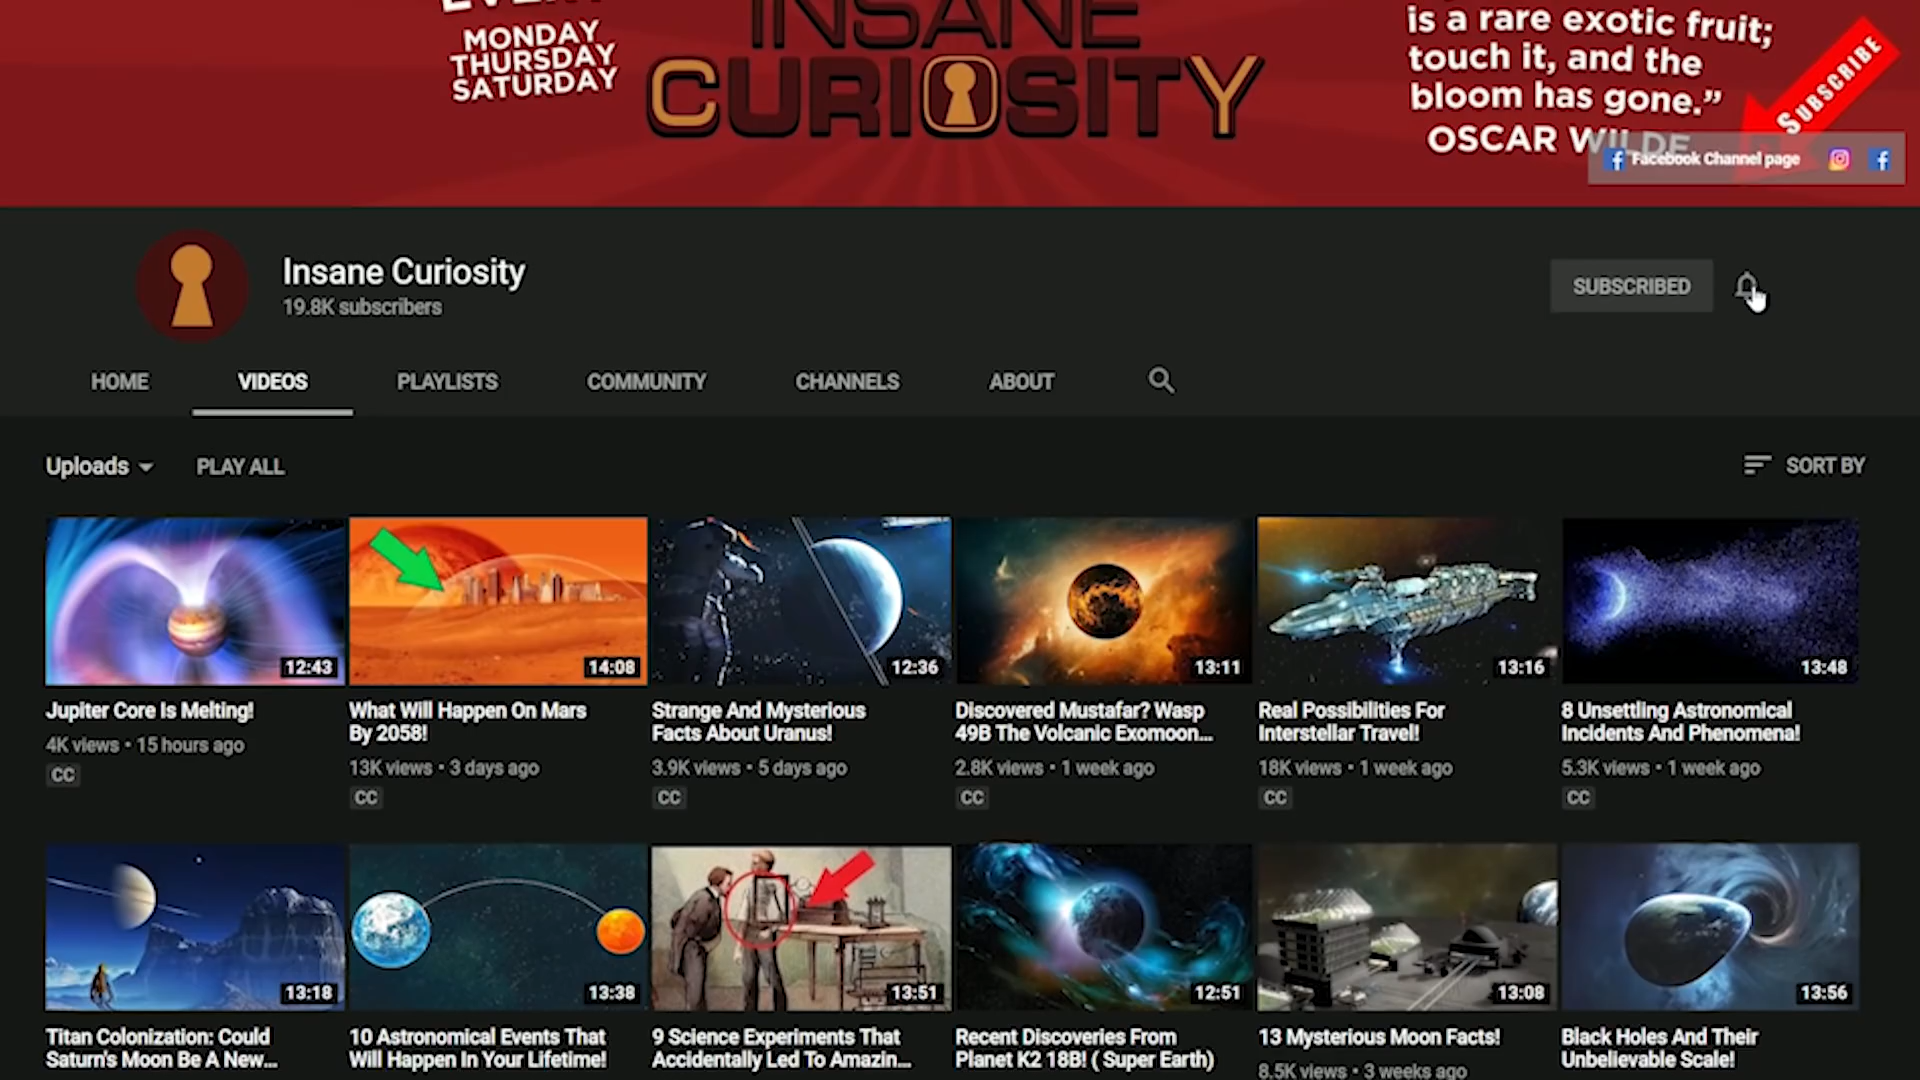 MONDAY
THURSDAY
SATURDAY
INSANE
CURIOSITY
is a rare exotic fruit;
touch it, and the
bloom has gone.”
OSCAR WILDE
SUBSCRIBE
Facebook Channel page
Insane Curiosity
19.8K subscribers
SUBSCRIBED
HOME VIDEOS PLAYLISTS COMMUNITY CHANNELS ABOUT
Uploads PLAY ALL SORT BY
12:43 14:08 12:36 13:11 13:16 13:48
Jupiter Core Is Melting!
4K views • 15 hours ago
CC
What Will Happen On Mars
By 2058!
13K views • 3 days ago
CC
Strange And Mysterious
Facts About Uranus!
3.9K views • 5 days ago
CC
Discovered Mustafar? Wasp
49B The Volcanic Exomoon...
2.8K views • 1 week ago
CC
Real Possibilities For
Interstellar Travel!
18K views • 1 week ago
CC
8 Unsettling Astronomical
Incidents And Phenomena!
5.3K views • 1 week ago
CC
13:18 13:38 13:51 12:51 13:08 13:56
Titan Colonization: Could
Saturn's Moon Be A New...
10 Astronomical Events That
Will Happen In Your Lifetime!
9 Science Experiments That
Accidentally Led To Amazin...
Recent Discoveries From
Planet K2 18B! ( Super Earth)
13 Mysterious Moon Facts!
8.5K views • 3 weeks ago
Black Holes And Their
Unbelievable Scale!